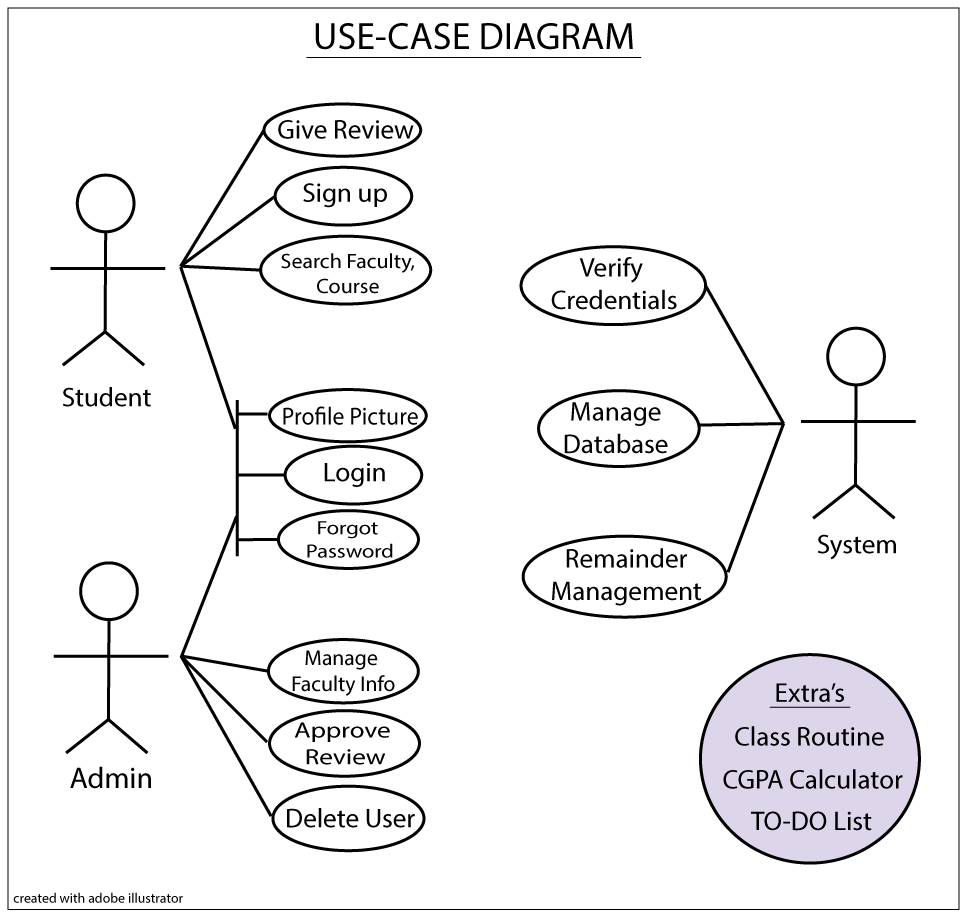 USE-CASE DIAGRAM
Give Review
Sign up
Search Faculty,
Course
Student
Profile Picture
Login
Forgot
Password
Admin
Manage
Faculty Info
Approve
Review
Delete User
Verify
Credentials
Manage
Database
Remainder
Management
System
Extra's
Class Routine
CGPA Calculator
TO-DO List
created with adobe illustrator